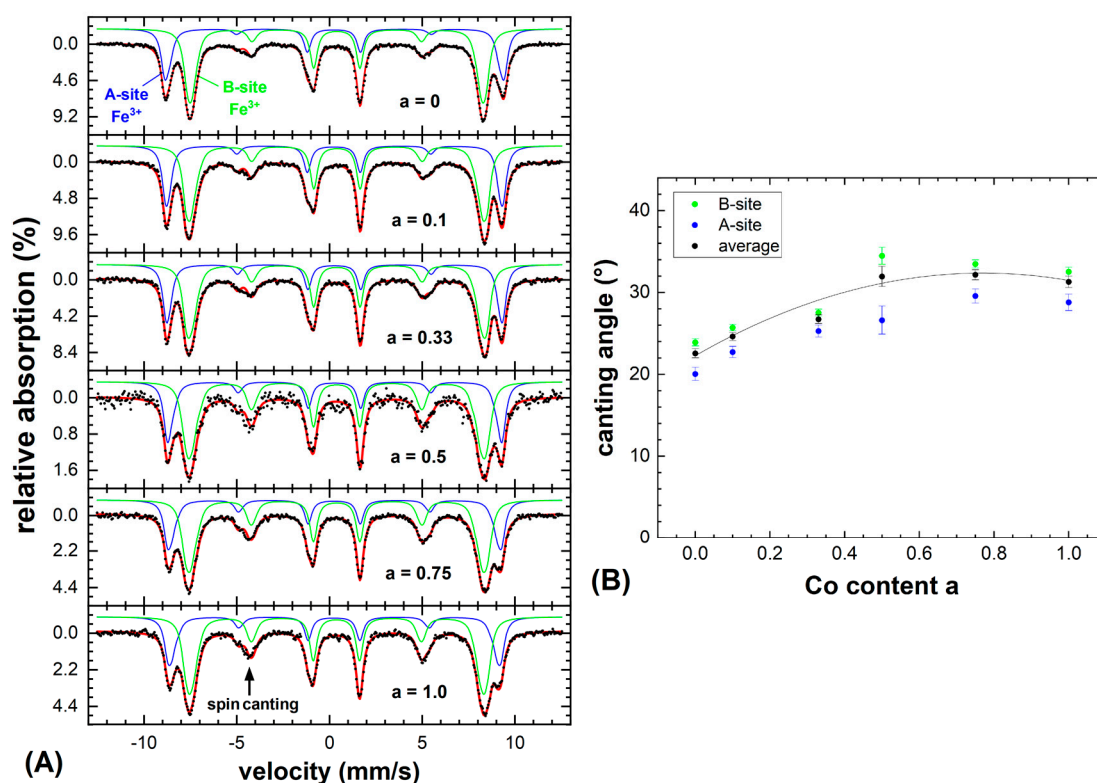 0.0
4.6
9.2
A-site
Fe³⁺
B-site
Fe³⁺
a = 0
0.0
4.8
9.6
a = 0.1
0.0
4.2
8.4
a = 0.33
0.0
0.8
1.6
a = 0.5
0.0
2.2
4.4
a = 0.75
0.0
2.2
4.4
a = 1.0
spin canting
relative absorption (%)
-10 -5 0 5 10
velocity (mm/s)
(A)
B-site
A-site
average
40
30
20
10
0
canting angle (°)
0.0 0.2 0.4 0.6 0.8 1.0
Co content a
(B)